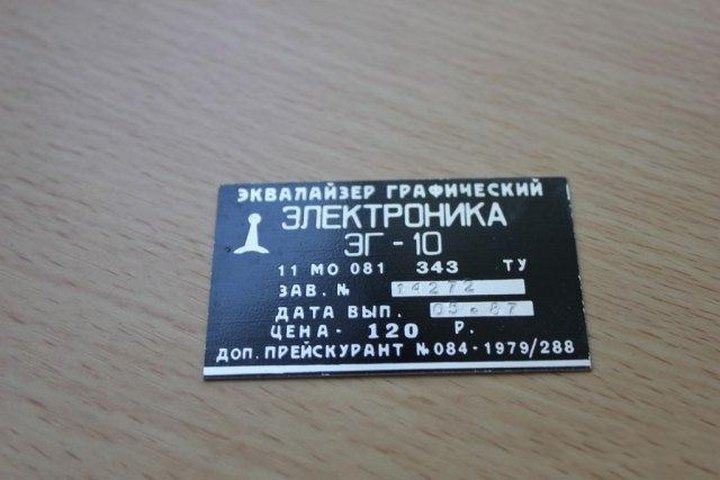 ЭКВАЛАЙЗЕР ГРАФИЧЕСКИЙ
ЭЛЕКТРОНИКА
ЭГ - 10
11 МО 081 343 ТУ
ЗАВ. № 14272
ДАТА ВЫП. 05.87
ЦЕНА - 120 Р.
ДОП. ПРЕЙСКУРАНТ № 084 - 1979/288